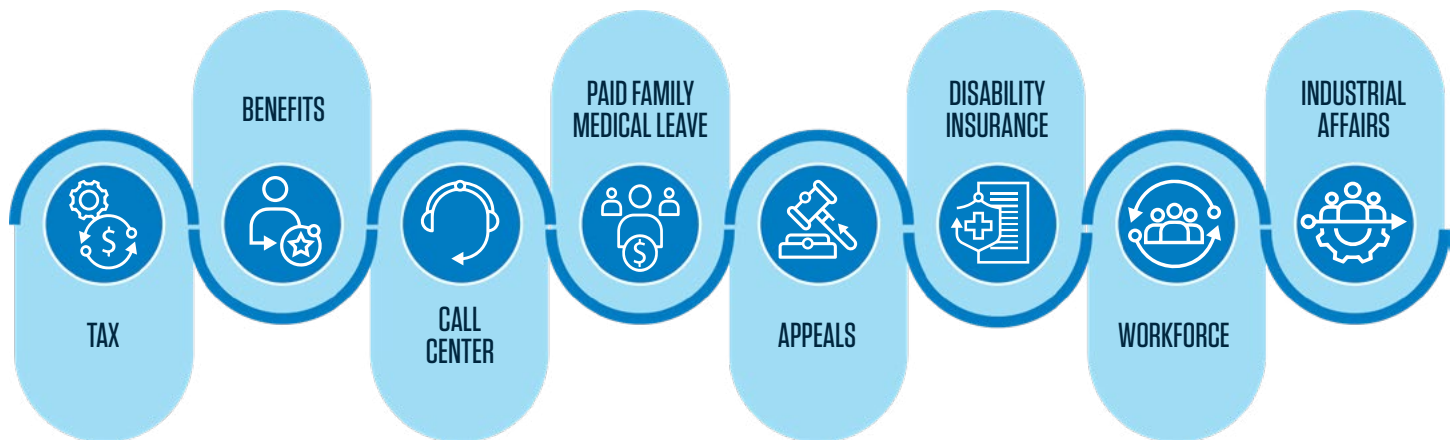 TAX
BENEFITS
CALL
CENTER
PAID FAMILY
MEDICAL LEAVE
$
APPEALS
DISABILITY
INSURANCE
WORKFORCE
INDUSTRIAL
AFFAIRS